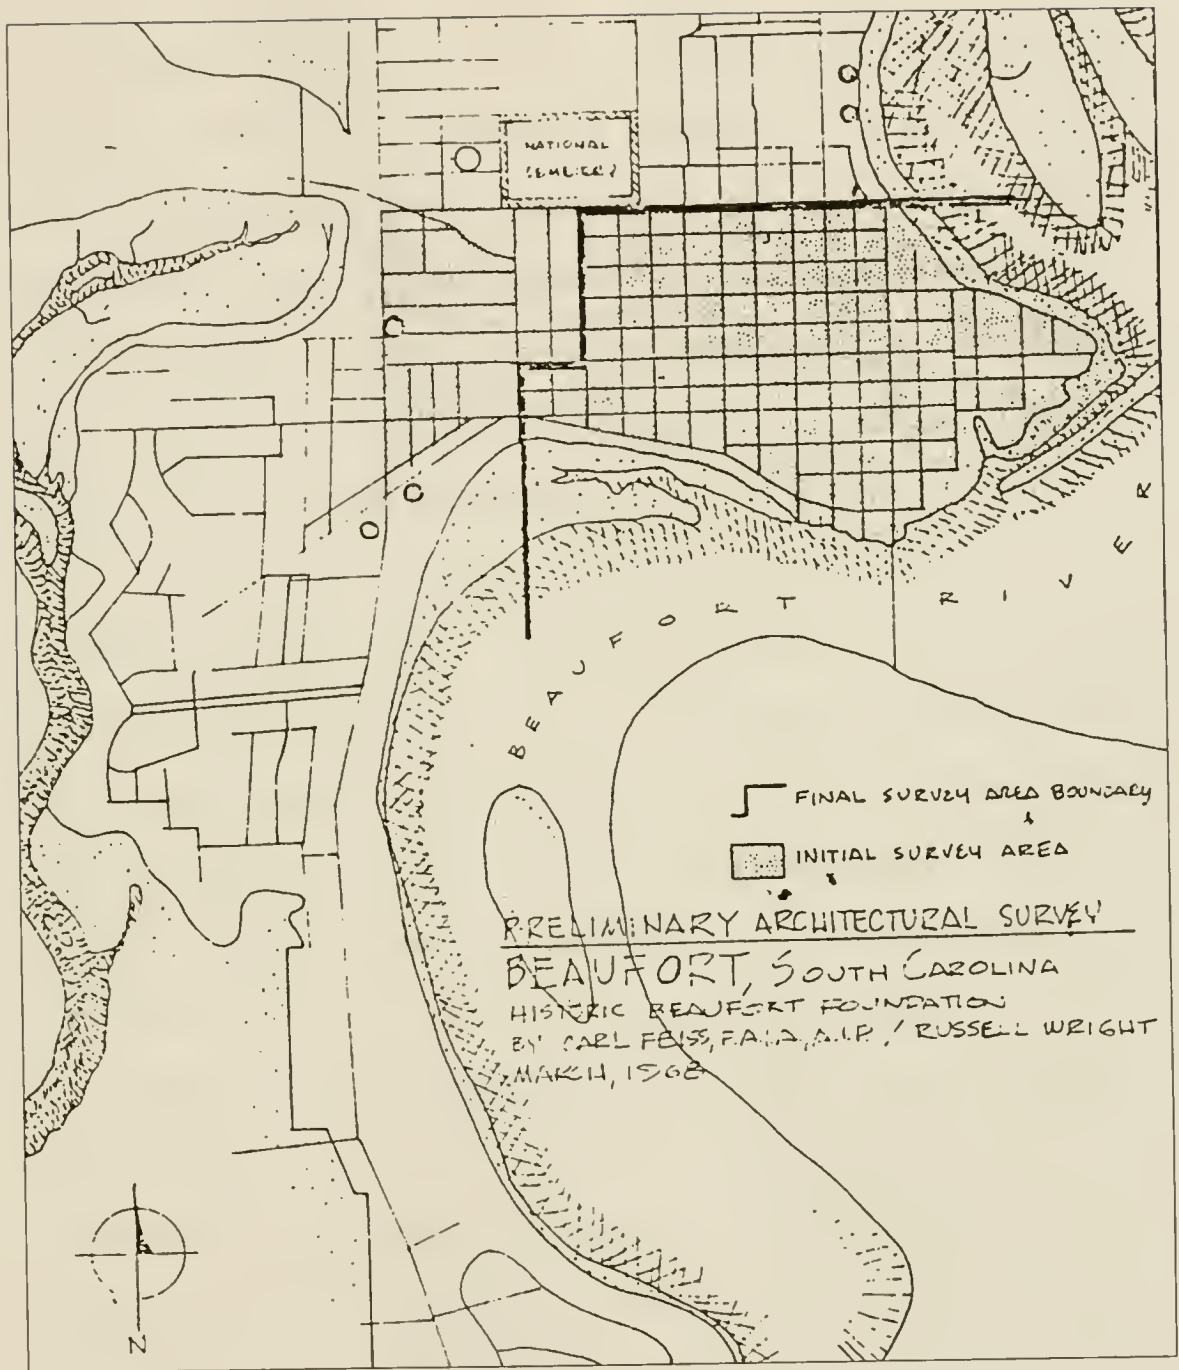 NATIONAL
CEMETERY
BEAUFORT RIVER
FINAL SURVEY AREA BOUNDARY
&
INITIAL SURVEY AREA
PRELIMINARY ARCHITECTURAL SURVEY
BEAUFORT, SOUTH CAROLINA
HISTORIC BEAUFORT FOUNDATION
BY CARL FEISS, F.A.I.A., A.I.P. / RUSSELL WRIGHT
MARCH, 1968
N